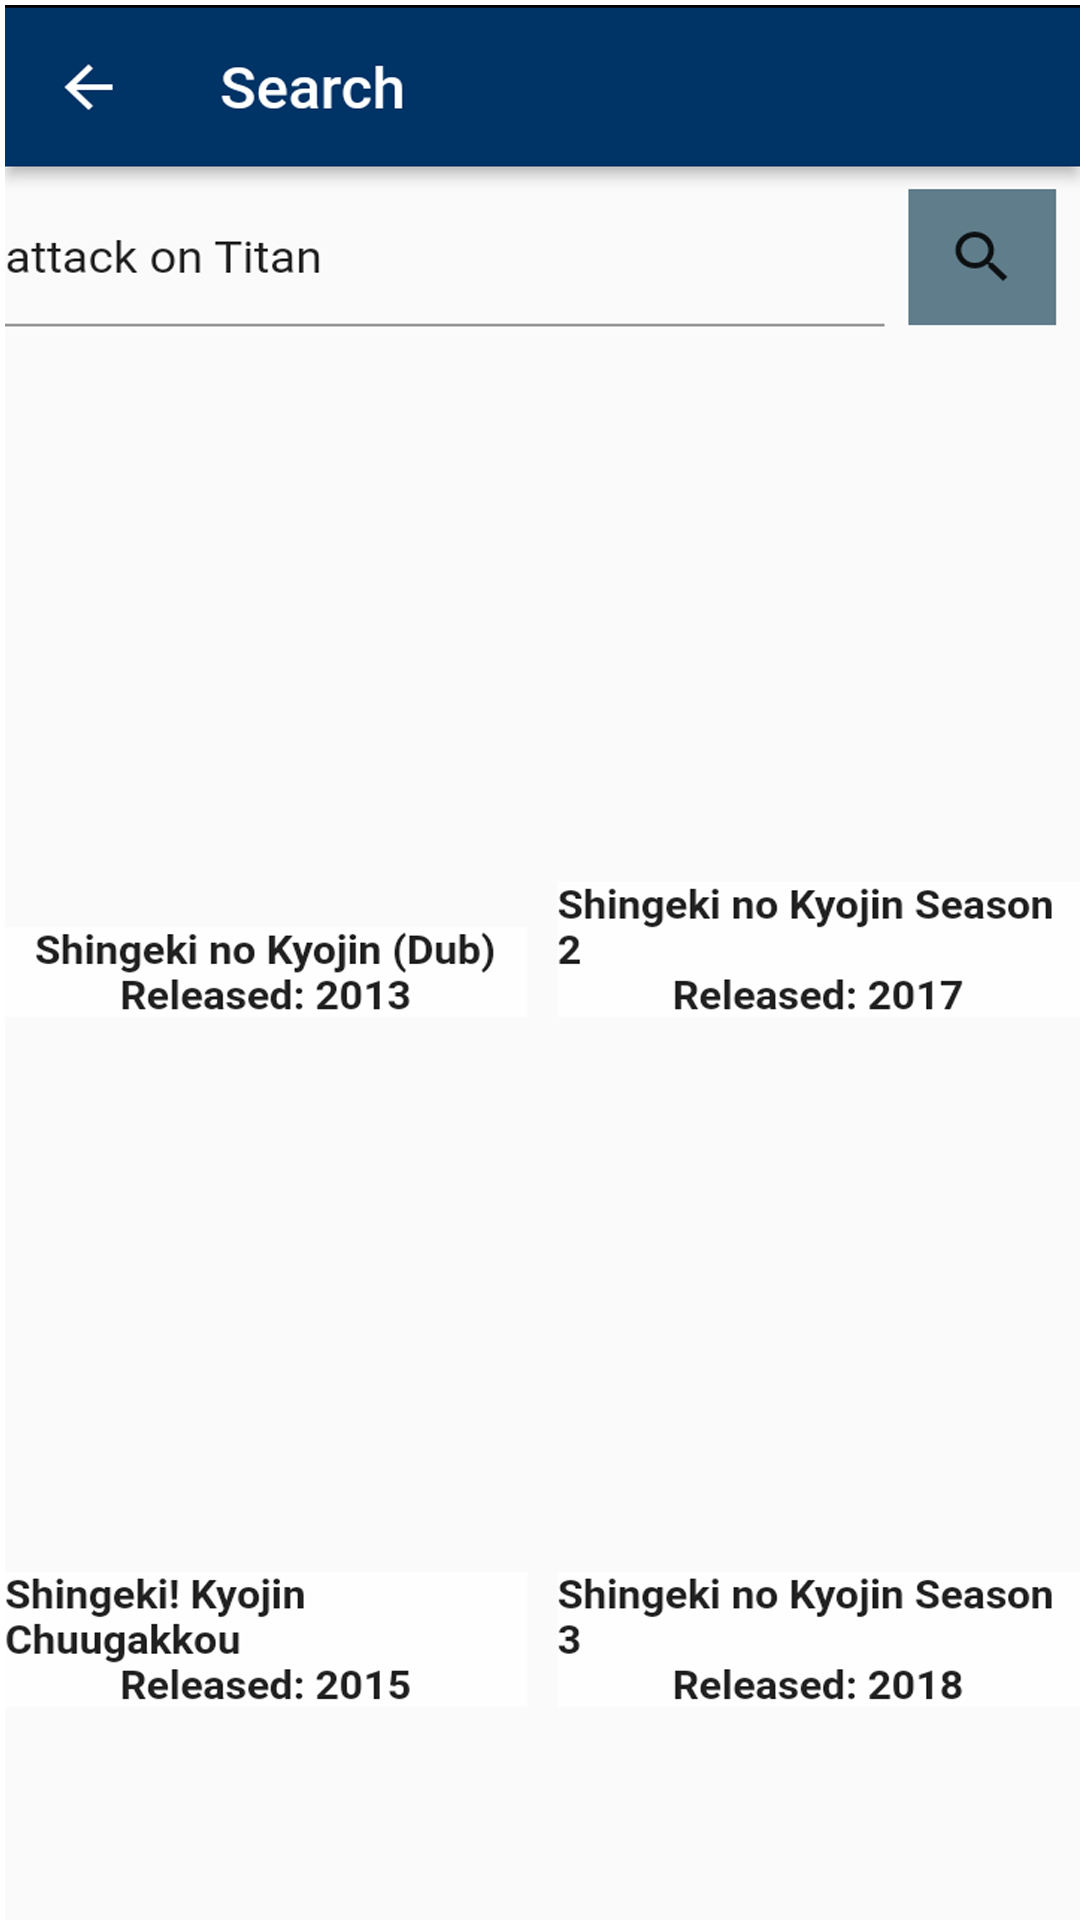 Search
attack on Titan
Shingeki no Kyojin (Dub)
Released: 2013
Shingeki no Kyojin Season
2
Released: 2017
Shingeki! Kyojin
Chuugakkou
Released: 2015
Shingeki no Kyojin Season
3
Released: 2018